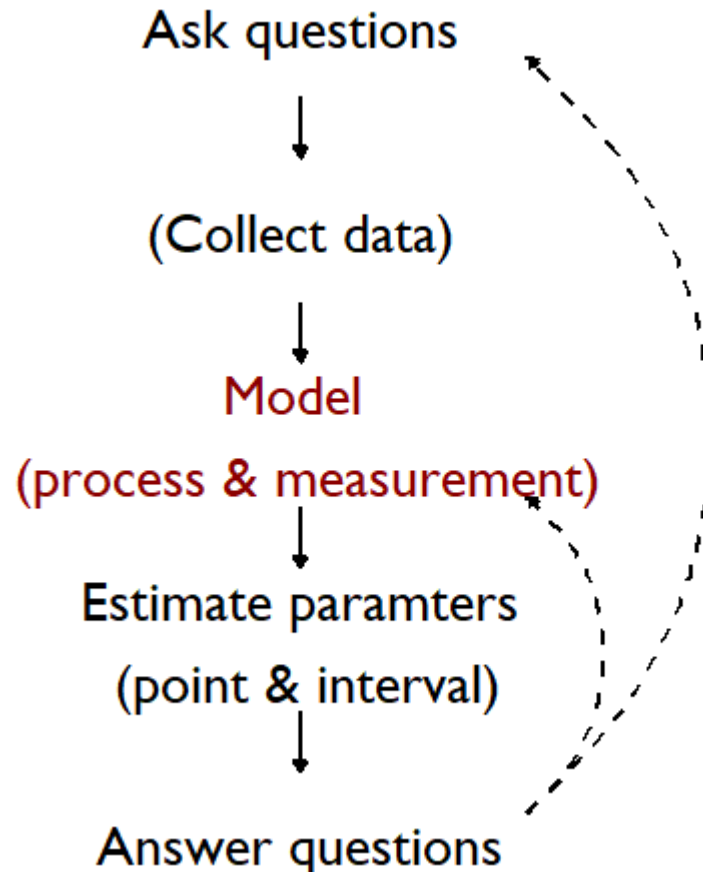 Ask questions
(Collect data)
Model
(process & measurement)
Estimate paramters
(point & interval)
Answer questions